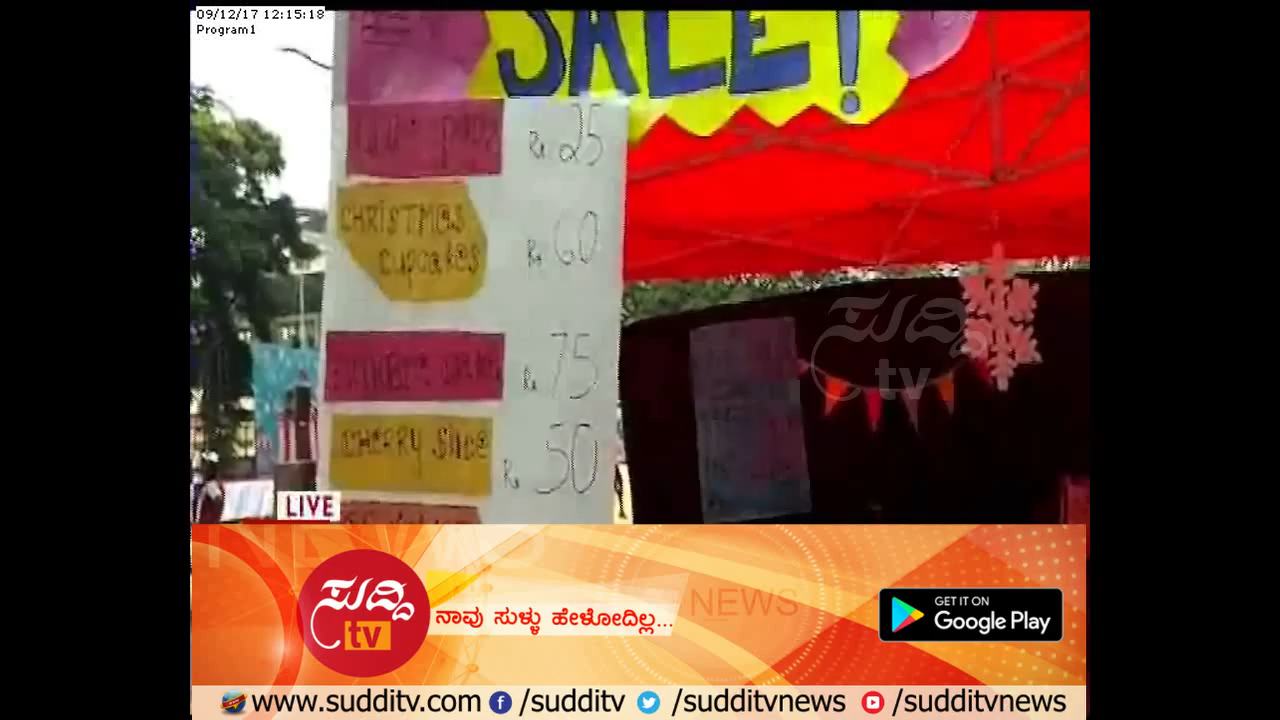 09/12/17 12:15:18
Program1
SALE!
Rs 25
CHRISTMAS
cupcakes
Rs 60
Rs 75
CHERRY slice
Rs 50
ಸುದ್ದಿ
tv
LIVE
NEWS
ಸುದ್ದಿ
tv
ನಾವು ಸುಳ್ಳು ಹೇಳೋದಿಲ್ಲ...
GET IT ON
Google Play
www.sudditv.com /sudditv /sudditvnews /sudditvnews